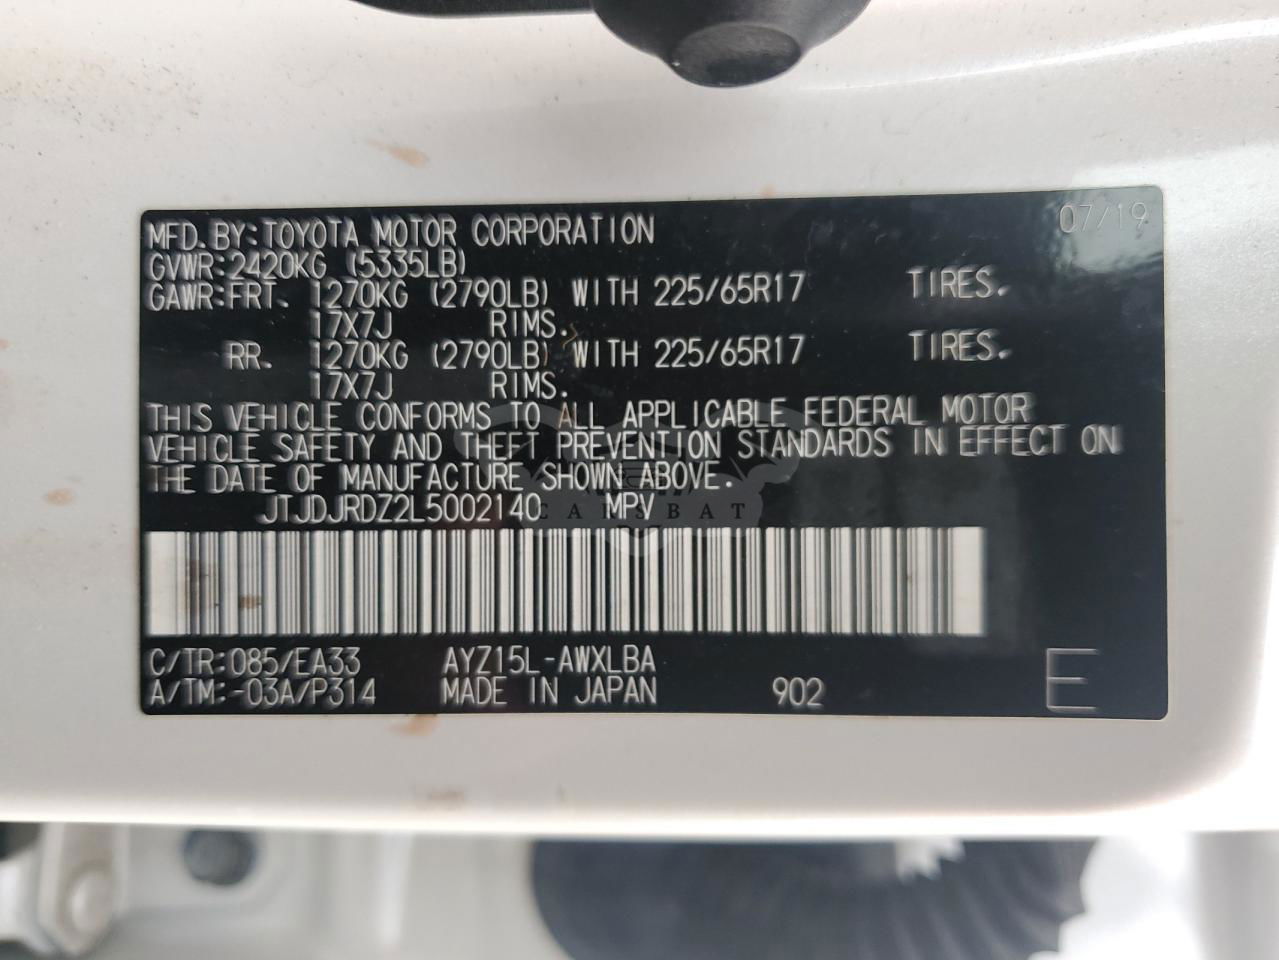 07/19
MFD.BY:TOYOTA MOTOR CORPORATION
GVWR:2420KG (5335LB)
GAWR:FRT. 1270KG (2790LB) WITH 225/65R17 TIRES.
17X7J RIMS.
RR. 1270KG (2790LB) WITH 225/65R17 TIRES.
17X7J RIMS.
THIS VEHICLE CONFORMS TO ALL APPLICABLE FEDERAL MOTOR
VEHICLE SAFETY AND THEFT PREVENTION STANDARDS IN EFFECT ON
THE DATE OF MANUFACTURE SHOWN ABOVE.
JTJDJRDZ2L5002140 MPV
CARSBAT
C/TR:085/EA33 AYZ15L-AWXLBA
A/TM:-03A/P314 MADE IN JAPAN 902 E